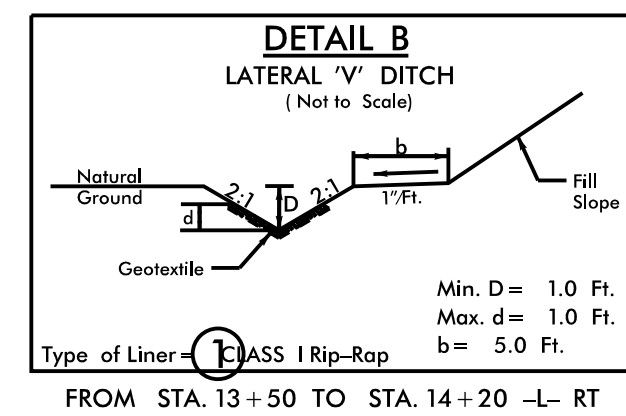 DETAIL B
LATERAL 'V' DITCH
( Not to Scale)
b
Natural
Ground
2:1
D
2:1
1"/Ft.
Fill
Slope
d
Geotextile
Min. D = 1.0 Ft.
Max. d = 1.0 Ft.
b = 5.0 Ft.
Type of Liner = 1 CLASS I Rip-Rap
FROM STA. 13+50 TO STA. 14+20 -L- RT